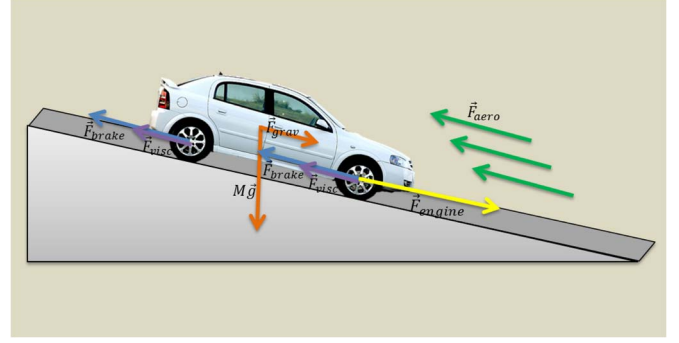 F⃗aero
F⃗grav
F⃗brake
F⃗visc
F⃗brake
F⃗visc
Mg⃗
F⃗engine